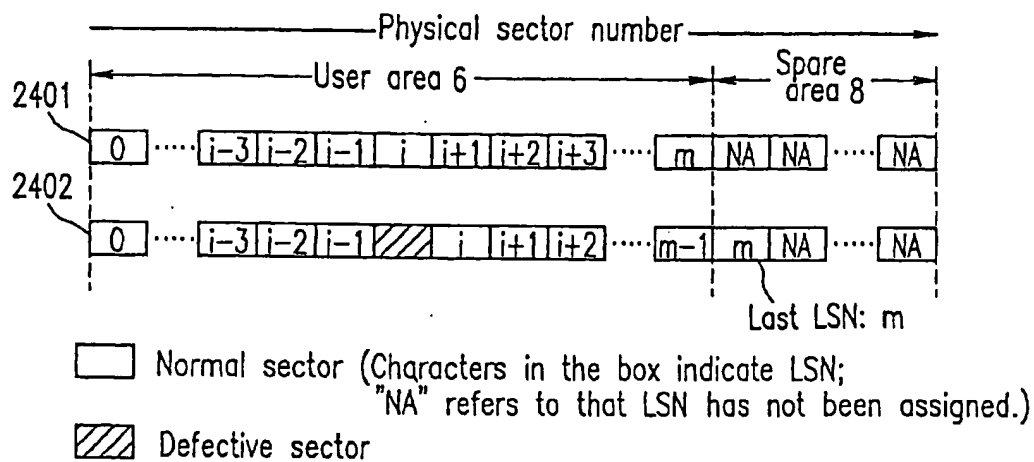 Physical sector number
User area 6
Spare
area 8
2401
0 ..... i-3 i-2 i-1 i i+1 i+2 i+3 ..... m NA NA ..... NA
2402
0 ..... i-3 i-2 i-1 i i+1 i+2 ..... m-1 m NA ..... NA
Last LSN: m
Normal sector (Characters in the box indicate LSN;
"NA" refers to that LSN has not been assigned.)
Defective sector